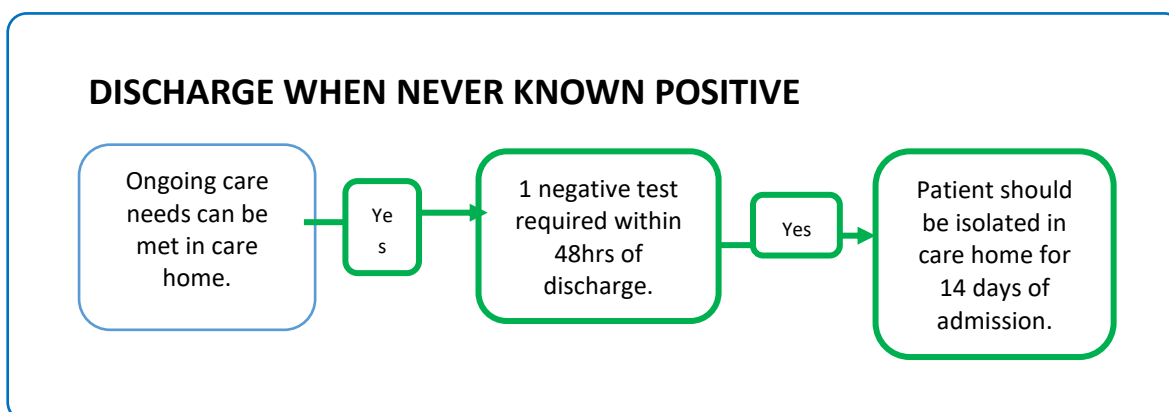 DISCHARGE WHEN NEVER KNOWN POSITIVE
Ongoing care
needs can be
met in care
home.
Ye
s
1 negative test
required within
48hrs of
discharge.
Yes
Patient should
be isolated in
care home for
14 days of
admission.